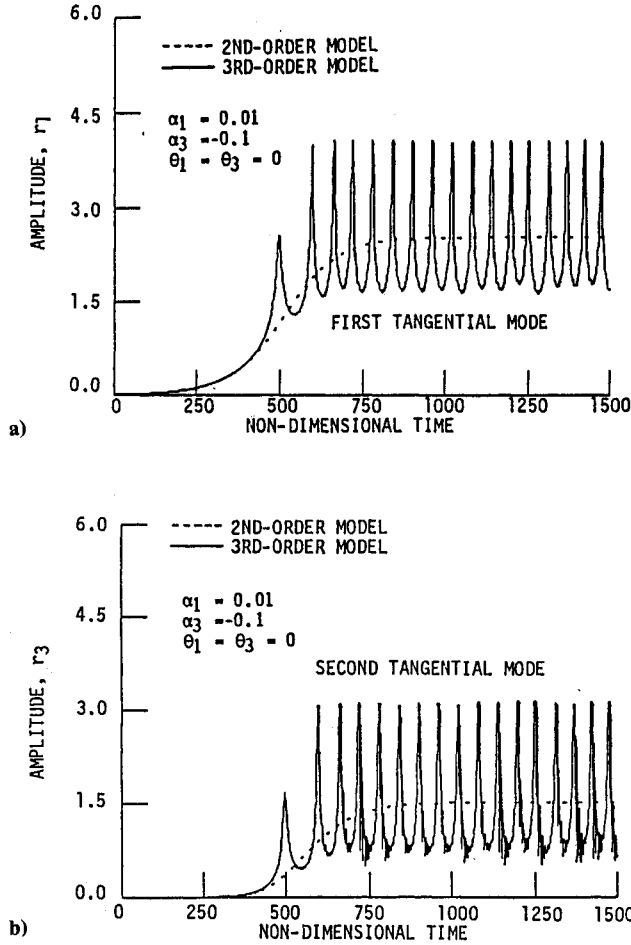 6.0
---- 2ND-ORDER MODEL
—— 3RD-ORDER MODEL
4.5
α1 = 0.01
α3 =-0.1
θ1 = θ3 = 0
AMPLITUDE, r1
3.0
1.5
FIRST TANGENTIAL MODE
0.0
0 250 500 750 1000 1250 1500
NON-DIMENSIONAL TIME
a)
6.0
---- 2ND-ORDER MODEL
—— 3RD-ORDER MODEL
α1 = 0.01
α3 =-0.1
θ1 = θ3 = 0
4.5
SECOND TANGENTIAL MODE
AMPLITUDE, r3
3.0
1.5
0.0
0 250 500 750 1000 1250 1500
NON-DIMENSIONAL TIME
b)